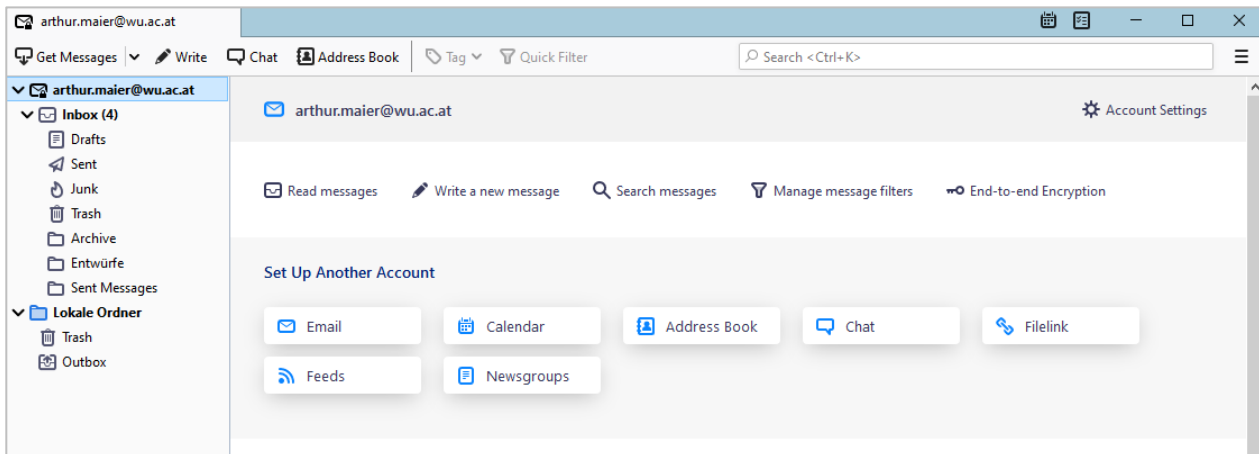 arthur.maier@wu.ac.at
Get Messages Write Chat Address Book Tag Quick Filter Search <Ctrl+K>
arthur.maier@wu.ac.at
Inbox (4)
Drafts
Sent
Junk
Trash
Archive
Entwürfe
Sent Messages
Lokale Ordner
Trash
Outbox
arthur.maier@wu.ac.at Account Settings
Read messages Write a new message Search messages Manage message filters End-to-end Encryption
Set Up Another Account
Email Calendar Address Book Chat Filelink
Feeds Newsgroups